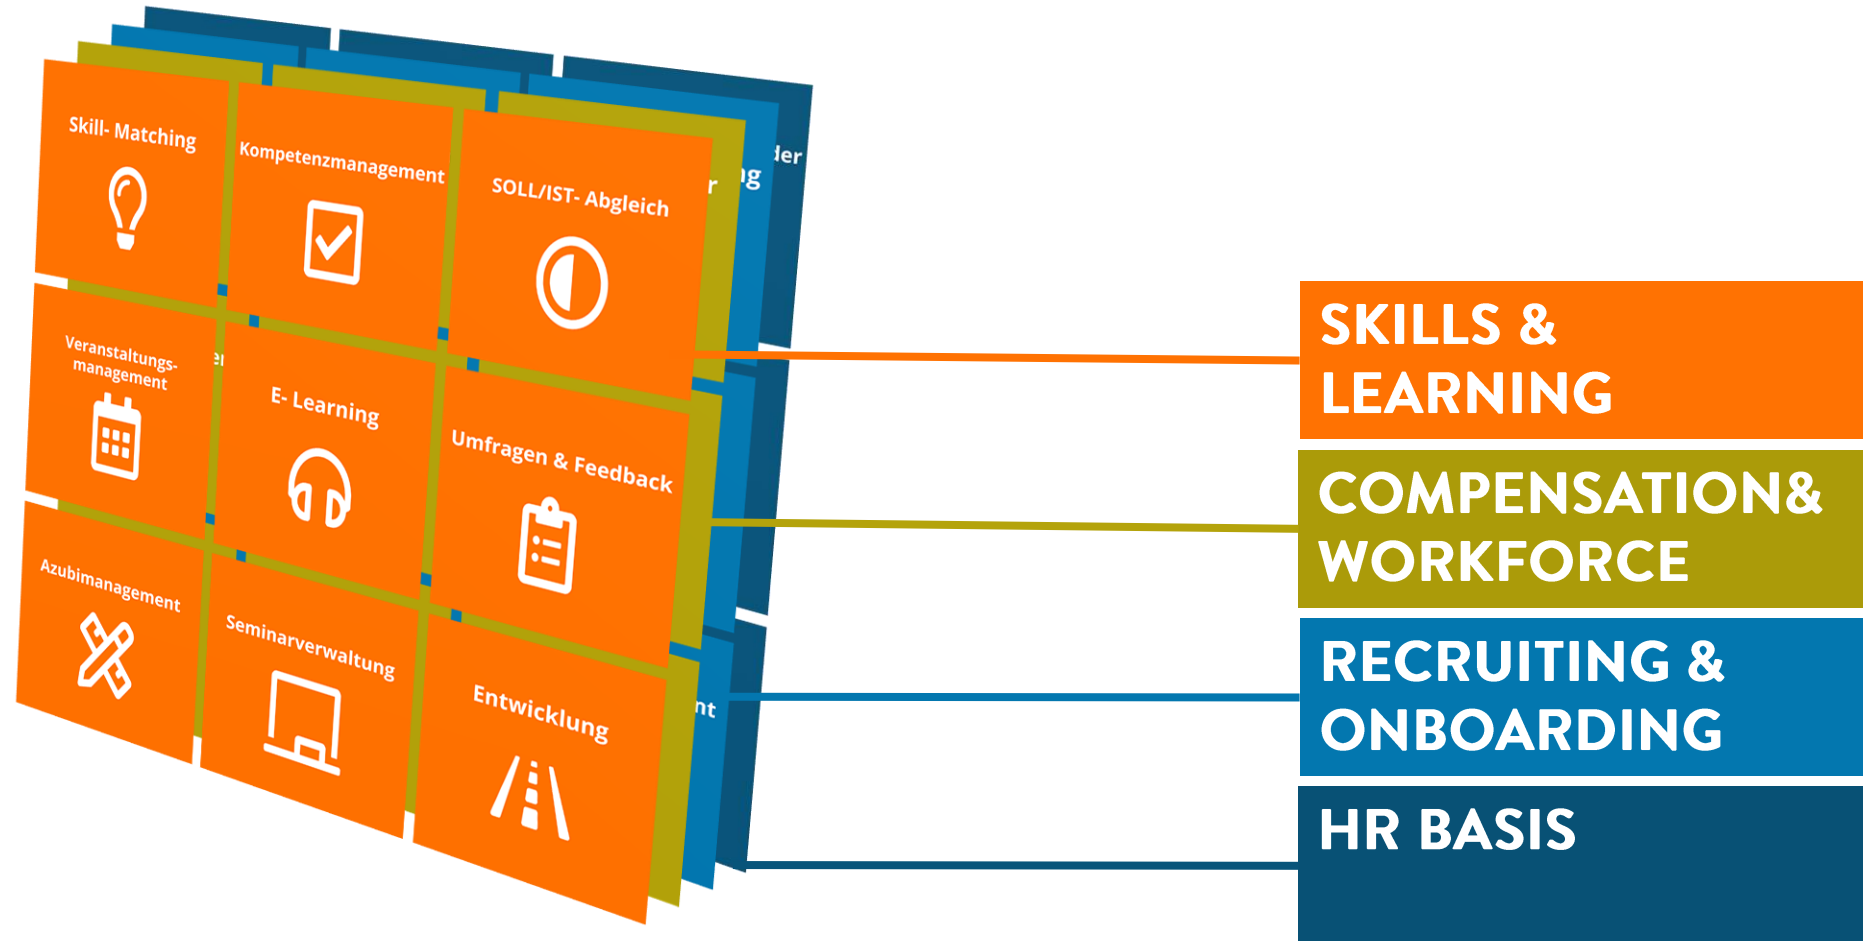 Skill- Matching
Kompetenzmanagement
SOLL/IST- Abgleich
Veranstaltungs-
management
E- Learning
Umfragen & Feedback
Azubimanagement
Seminarverwaltung
Entwicklung
SKILLS &
LEARNING
COMPENSATION&
WORKFORCE
RECRUITING &
ONBOARDING
HR BASIS